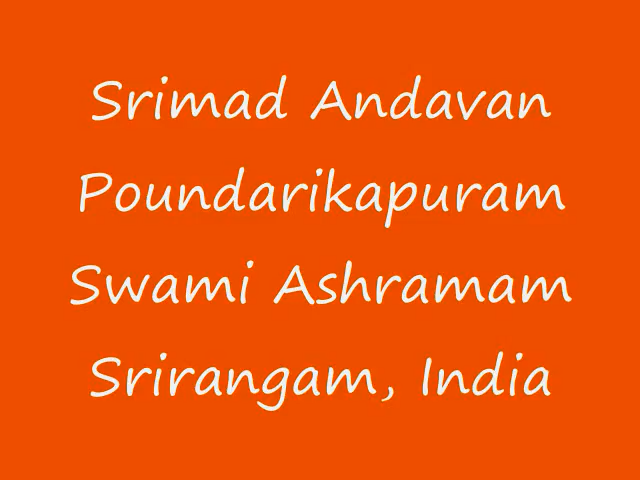 Srimad Andavan
Poundarikapuram
Swami Ashramam
Srirangam, India